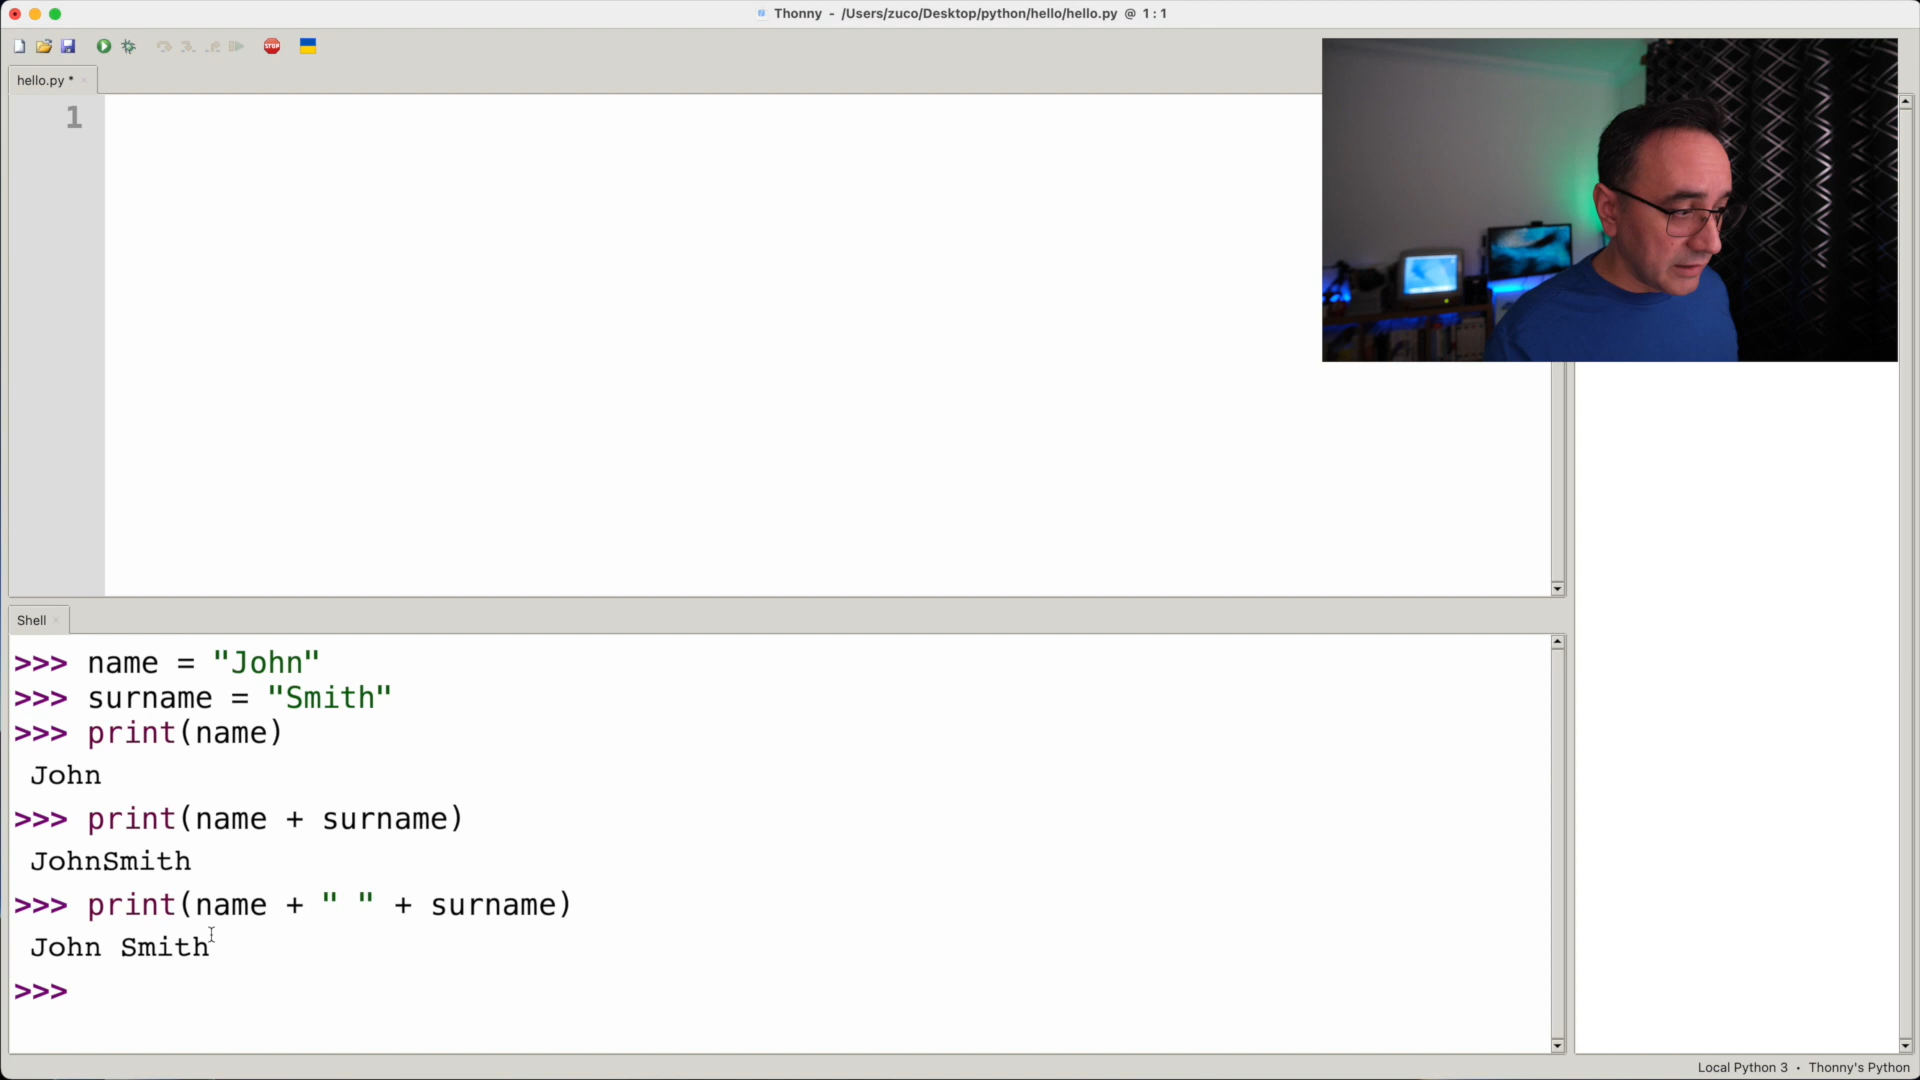 Thonny - /Users/zuco/Desktop/python/hello/hello.py @ 1:1
STOP
hello.py *
1
Shell
>>> name = "John"
>>> surname = "Smith"
>>> print(name)
John
>>> print(name + surname)
JohnSmith
>>> print(name + " " + surname)
John Smith
>>>
Local Python 3 • Thonny's Python